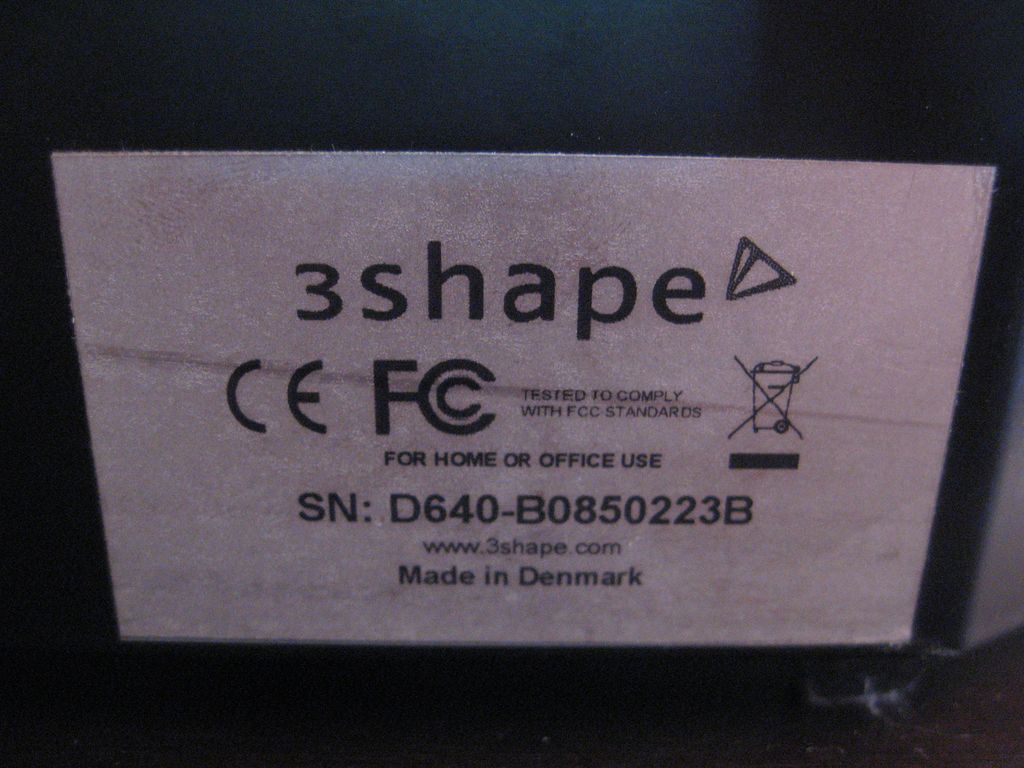 3shape
CE FC TESTED TO COMPLY
WITH FCC STANDARDS
FOR HOME OR OFFICE USE
SN: D640-B0850223B
www.3shape.com
Made in Denmark